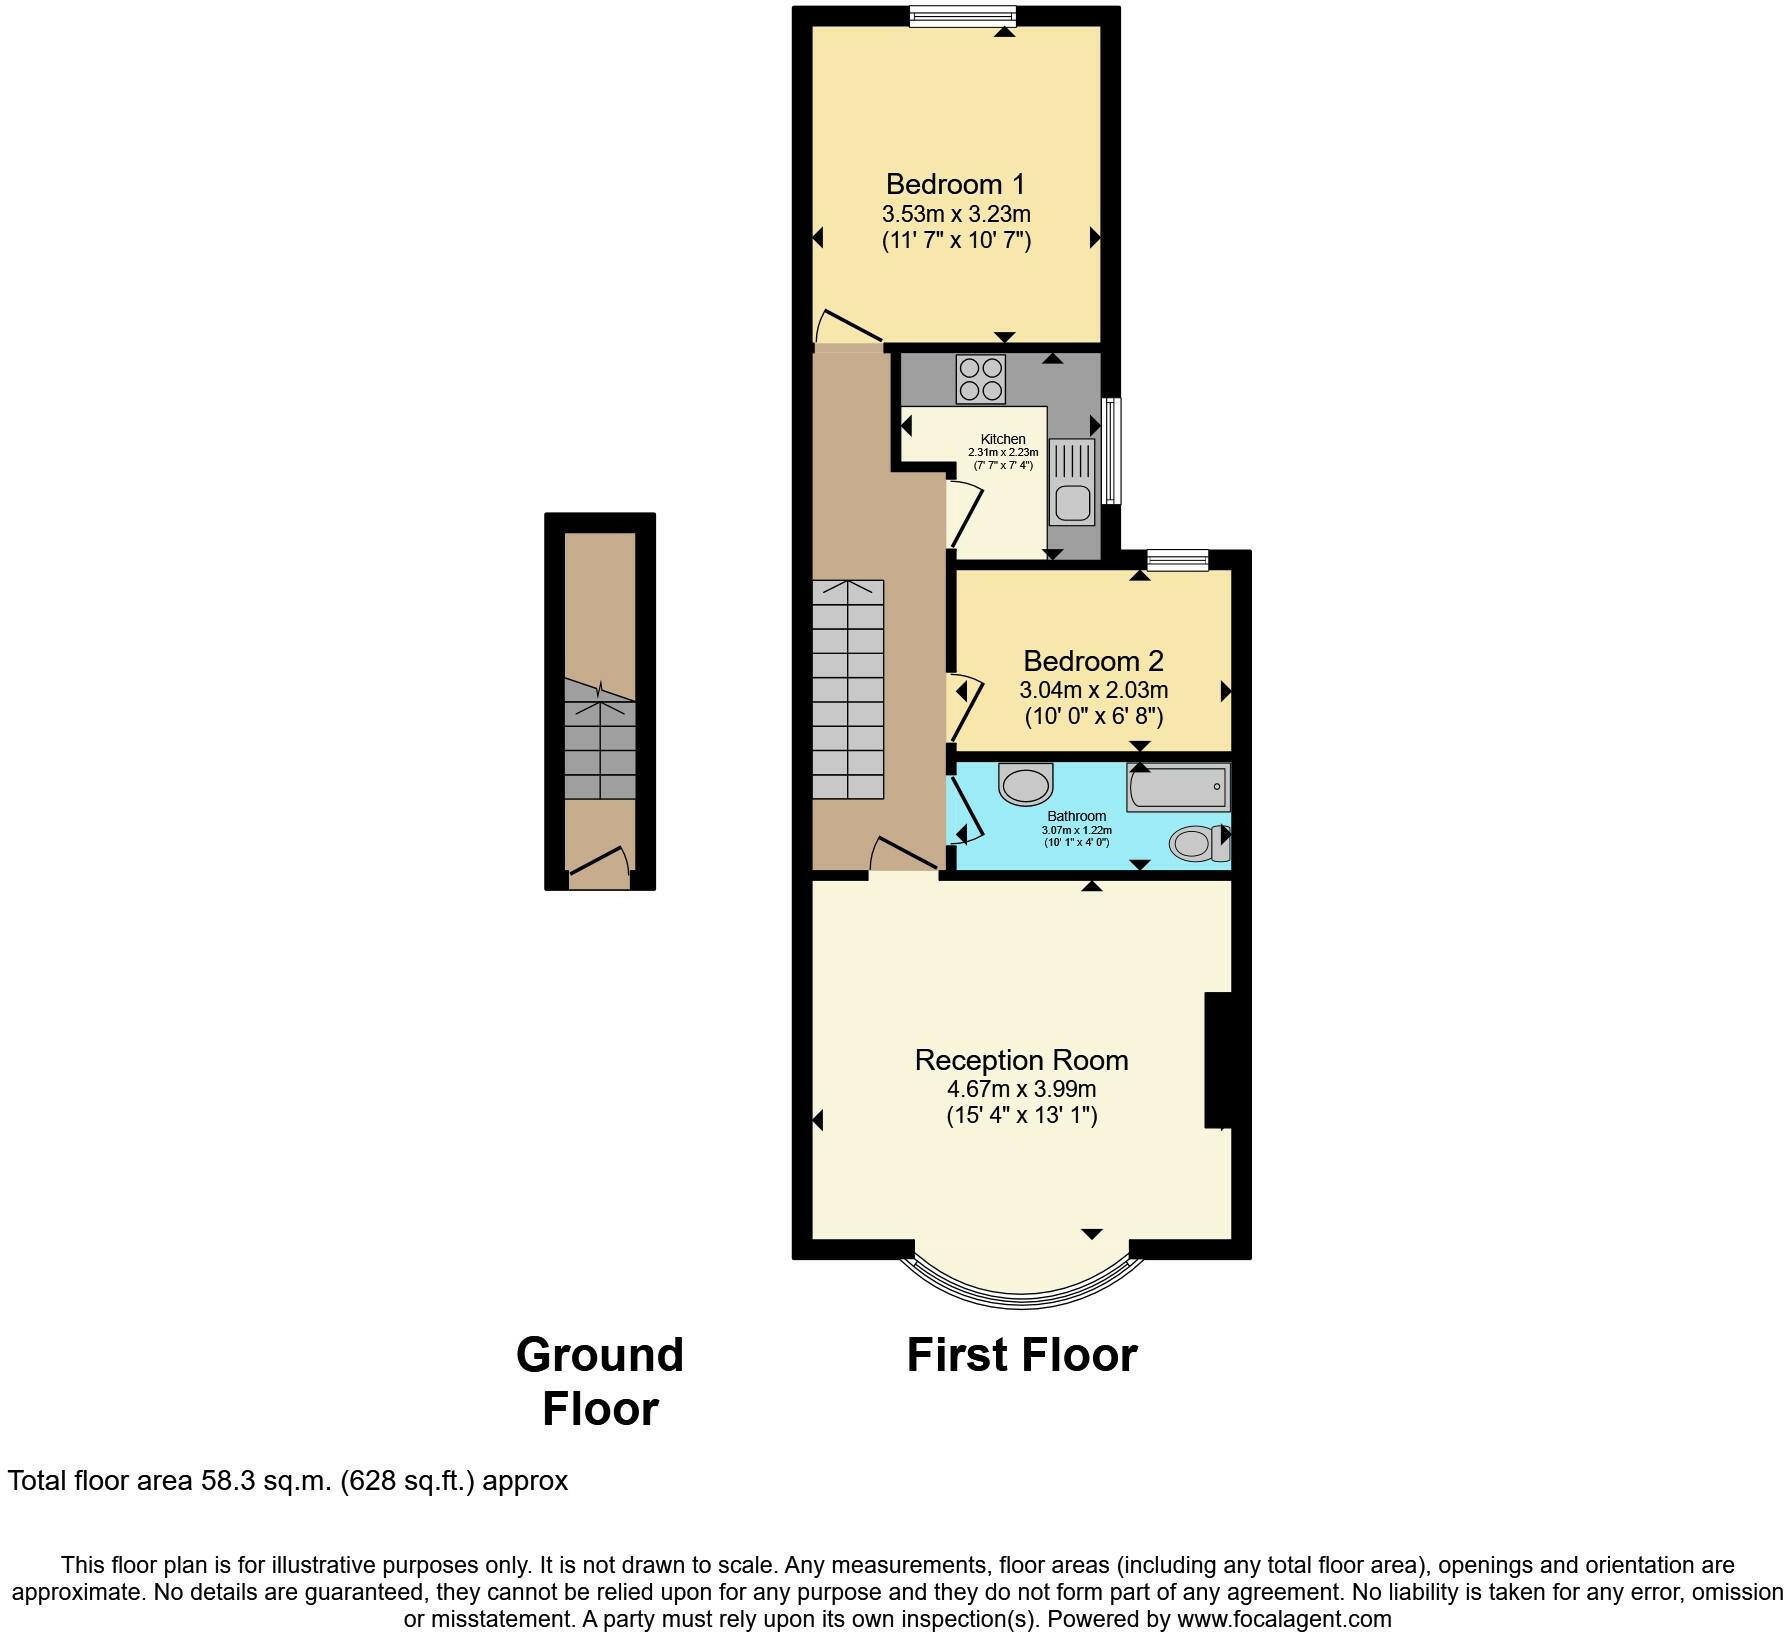 Bedroom 1
3.53m x 3.23m
(11' 7" x 10' 7")
Kitchen
2.31m x 2.23m
(7' 7" x 7' 4")
Bedroom 2
3.04m x 2.03m
(10' 0" x 6' 8")
Bathroom
3.07m x 1.22m
(10' 1" x 4' 0")
Reception Room
4.67m x 3.99m
(15' 4" x 13' 1")
Ground
Floor
First Floor
Total floor area 58.3 sq.m. (628 sq.ft.) approx
This floor plan is for illustrative purposes only. It is not drawn to scale. Any measurements, floor areas (including any total floor area), openings and orientation are
approximate. No details are guaranteed, they cannot be relied upon for any purpose and they do not form part of any agreement. No liability is taken for any error, omission
or misstatement. A party must rely upon its own inspection(s). Powered by www.focalagent.com